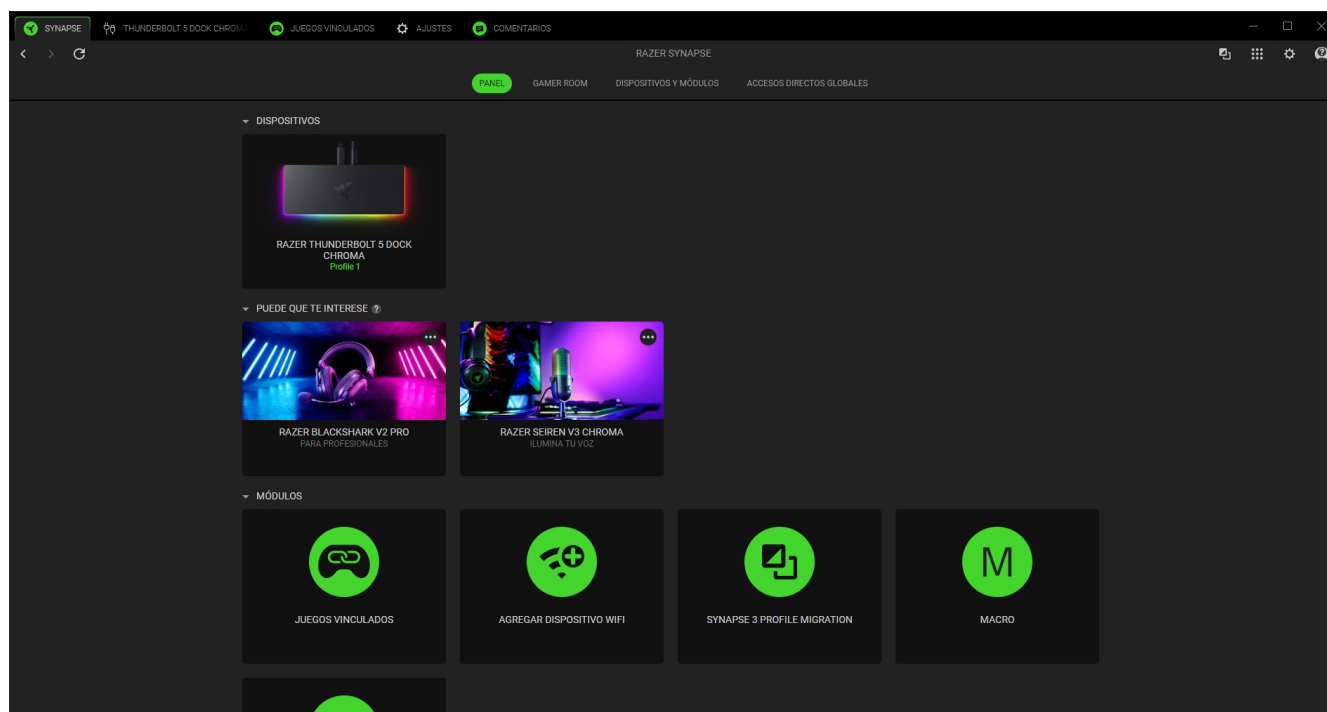 SYNAPSE
THUNDERBOLT 5 DOCK CHROM
JUEGOS VINCULADOS
AJUSTES
COMENTARIOS
RAZER SYNAPSE
PANEL
GAMER ROOM
DISPOSITIVOS Y MÓDULOS
ACCESOS DIRECTOS GLOBALES
DISPOSITIVOS
RAZER THUNDERBOLT 5 DOCK
CHROMA
Profile 1
PUEDE QUE TE INTERESE ?
RAZER BLACKSHARK V2 PRO
PARA PROFESIONALES
RAZER SEIREN V3 CHROMA
ILUMINA TU VOZ
MÓDULOS
JUEGOS VINCULADOS
AGREGAR DISPOSITIVO WIFI
SYNAPSE 3 PROFILE MIGRATION
M
MACRO